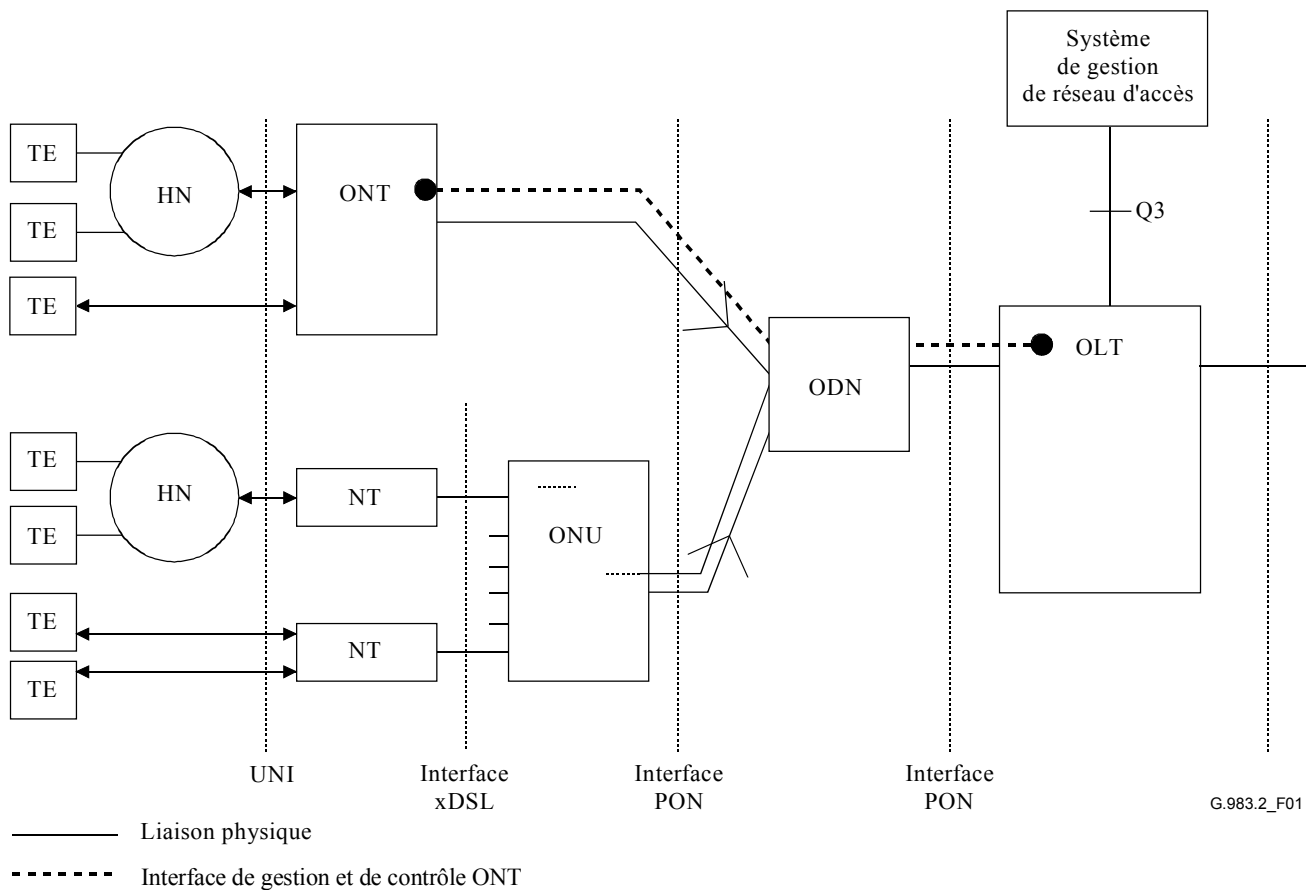 Système
de gestion
de réseau d'accès
TE
HN
ONT
TE
Q3
TE
OLT
ODN
TE
HN
NT
TE
ONU
TE
NT
TE
UNI
Interface
xDSL
Interface
PON
Interface
PON
G.983.2_F01
Liaison physique
Interface de gestion et de contrôle ONT